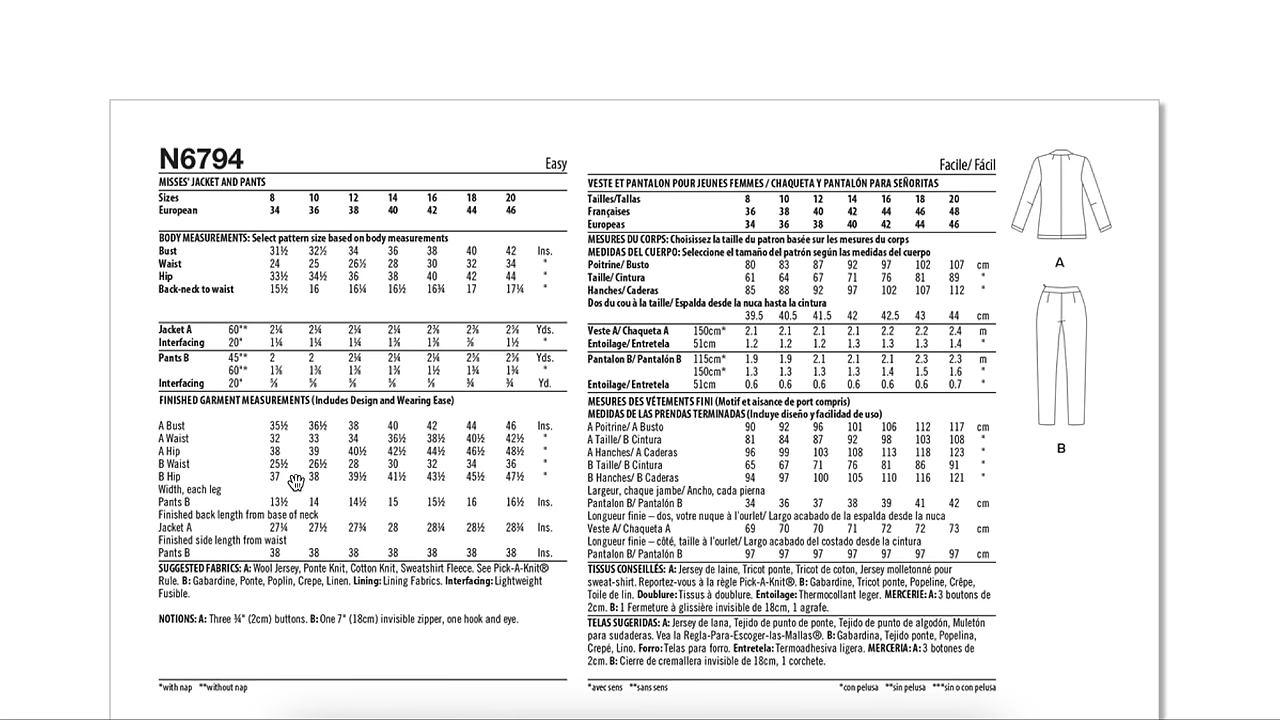 N6794
Easy
MISSES' JACKET AND PANTS
Sizes 8 10 12 14 16 18 20
European 34 36 38 40 42 44 46
BODY MEASUREMENTS: Select pattern size based on body measurements
Bust 31½ 32½ 34 36 38 40 42 Ins.
Waist 24 25 26½ 28 30 32 34 "
Hip 33½ 34½ 36 38 40 42 44 "
Back-neck to waist 15½ 16 16¼ 16½ 16¾ 17 17¼ "
Jacket A 60** 2¼ 2¼ 2¼ 2¼ 2⅜ 2⅜ 2⅝ Yds.
Interfacing 20" 1¼ 1¼ 1¼ 1⅜ 1⅜ 1½ "
Pants B 45** 2 2 2¼ 2¼ 2¼ Yds.
60** 1⅜ 1⅜ 1⅜ 1⅜ 1½ 1¾ "
Interfacing 20" ⅝ ⅝ ⅝ ⅝ ⅝ ¾ ¾ Yd.
FINISHED GARMENT MEASUREMENTS (Includes Design and Wearing Ease)
A Bust 35½ 36½ 38 40 42 44 46 Ins.
A Waist 32 33 34 36½ 38½ 40½ 42½ "
A Hip 38 39 40½ 42½ 44½ 46½ 48½ "
B Waist 25½ 26½ 28 30 32 34 36 "
B Hip 37 38 39½ 41½ 43½ 45½ 47½ "
Width, each leg
Pants B 13½ 14 14½ 15 15½ 16 16½ Ins.
Finished back length from base of neck
Jacket A 27¼ 27½ 27¾ 28 28¼ 28½ 28¾ Ins.
Finished side length from waist
Pants B 38 38 38 38 38 38 38 Ins.
SUGGESTED FABRICS: A: Wool Jersey, Ponte Knit, Cotton Knit, Sweatshirt Fleece. See Pick-A-Knit®
Rule. B: Gabardine, Ponte, Poplin, Crepe, Linen. Lining: Lining Fabrics. Interfacing: Lightweight
Fusible.
NOTIONS: A: Three ¾" (2cm) buttons. B: One 7" (18cm) invisible zipper, one hook and eye.
*with nap **without nap
Facile/ Fácil
VESTE ET PANTALON POUR JEUNES FEMMES / CHAQUETA Y PANTALÓN PARA SEÑORITAS
Tailles/Tallas 8 10 12 14 16 18 20
Françaises 36 38 40 42 44 46 48
Europeas 34 36 38 40 42 44 46
MESURES DU CORPS: Choisissez la taille du patron basée sur les mesures du corps
MEDIDAS DEL CUERPO: Seleccione el tamaño del patrón según las medidas del cuerpo
Poitrine/ Busto 80 83 87 92 97 102 107 cm
Taille/ Cintura 61 64 67 71 76 81 89 "
Hanches/ Caderas 85 88 92 97 102 107 112 "
Dos du cou à la taille/ Espalda desde la nuca hasta la cintura
39.5 40.5 41.5 42 42.5 43 44 cm
Veste A/ Chaqueta A 150cm* 2.1 2.1 2.1 2.1 2.2 2.2 2.4 m
Entoilage/ Entretela 51cm 1.2 1.2 1.2 1.3 1.3 1.3 1.4 "
Pantalon B/ Pantalón B 115cm* 1.9 1.9 2.1 2.1 2.1 2.3 2.3 m
150cm* 1.3 1.3 1.3 1.3 1.4 1.5 1.6 "
Entoilage/ Entretela 51cm 0.6 0.6 0.6 0.6 0.6 0.6 0.7 "
MESURES DES VÉTEMENTS FINI (Motif et aisance de port compris)
MEDIDAS DE LAS PRENDAS TERMINADAS (Incluye diseño y facilidad de uso)
A Poitrine/ A Busto 90 92 96 101 106 112 117 cm
A Taille/ B Cintura 81 84 87 92 98 103 108 "
A Hanches/ A Caderas 96 99 103 108 113 118 123 "
B Taille/ B Cintura 65 67 71 76 81 86 91 "
B Hanches/ B Caderas 94 97 100 105 110 116 121 "
Largeur, chaque jambe/ Ancho, cada pierna
Pantalon B/ Pantalón B 34 36 37 38 39 41 42 cm
Longueur finie – dos, votre nuque à l'ourlet/ Largo acabado de la espalda desde la nuca
Veste A/ Chaqueta A 69 70 70 71 72 72 73 cm
Longueur finie – côté, taille à l'ourlet/ Largo acabado del costado desde la cintura
Pantalon B/ Pantalón B 97 97 97 97 97 97 97 cm
TISSUS CONSEILLÉS: A: Jersey de laine, Tricot ponte, Tricot de coton, Jersey molletonné pour
sweat-shirt. Reportez-vous à la règle Pick-A-Knit®. B: Gabardine, Tricot ponte, Popeline, Crêpe,
Toile de lin. Doublure: Tissus à doublure. Entoilage: Thermocollant leger. MERCERIE: A: 3 boutons de
2cm. B: 1 Fermeture à glissière invisible de 18cm, 1 agrafe.
TELAS SUGERIDAS: A: Jersey de lana, Tejido de punto de ponte, Tejido de punto de algodón, Muletón
para sudaderas. Vea la Regla-Para-Escoger-las-Mallas®. B: Gabardina, Tejido ponte, Popelina,
Crepé, Lino. Forro: Telas para forro. Entretela: Termoadhesiva ligera. MERCERIA: A: 3 botones de
2cm. B: Cierre de cremallera invisible de 18cm, 1 corchete.
*avec sens **sans sens
*con pelusa **sin pelusa ***sin o con pelusa
A
B